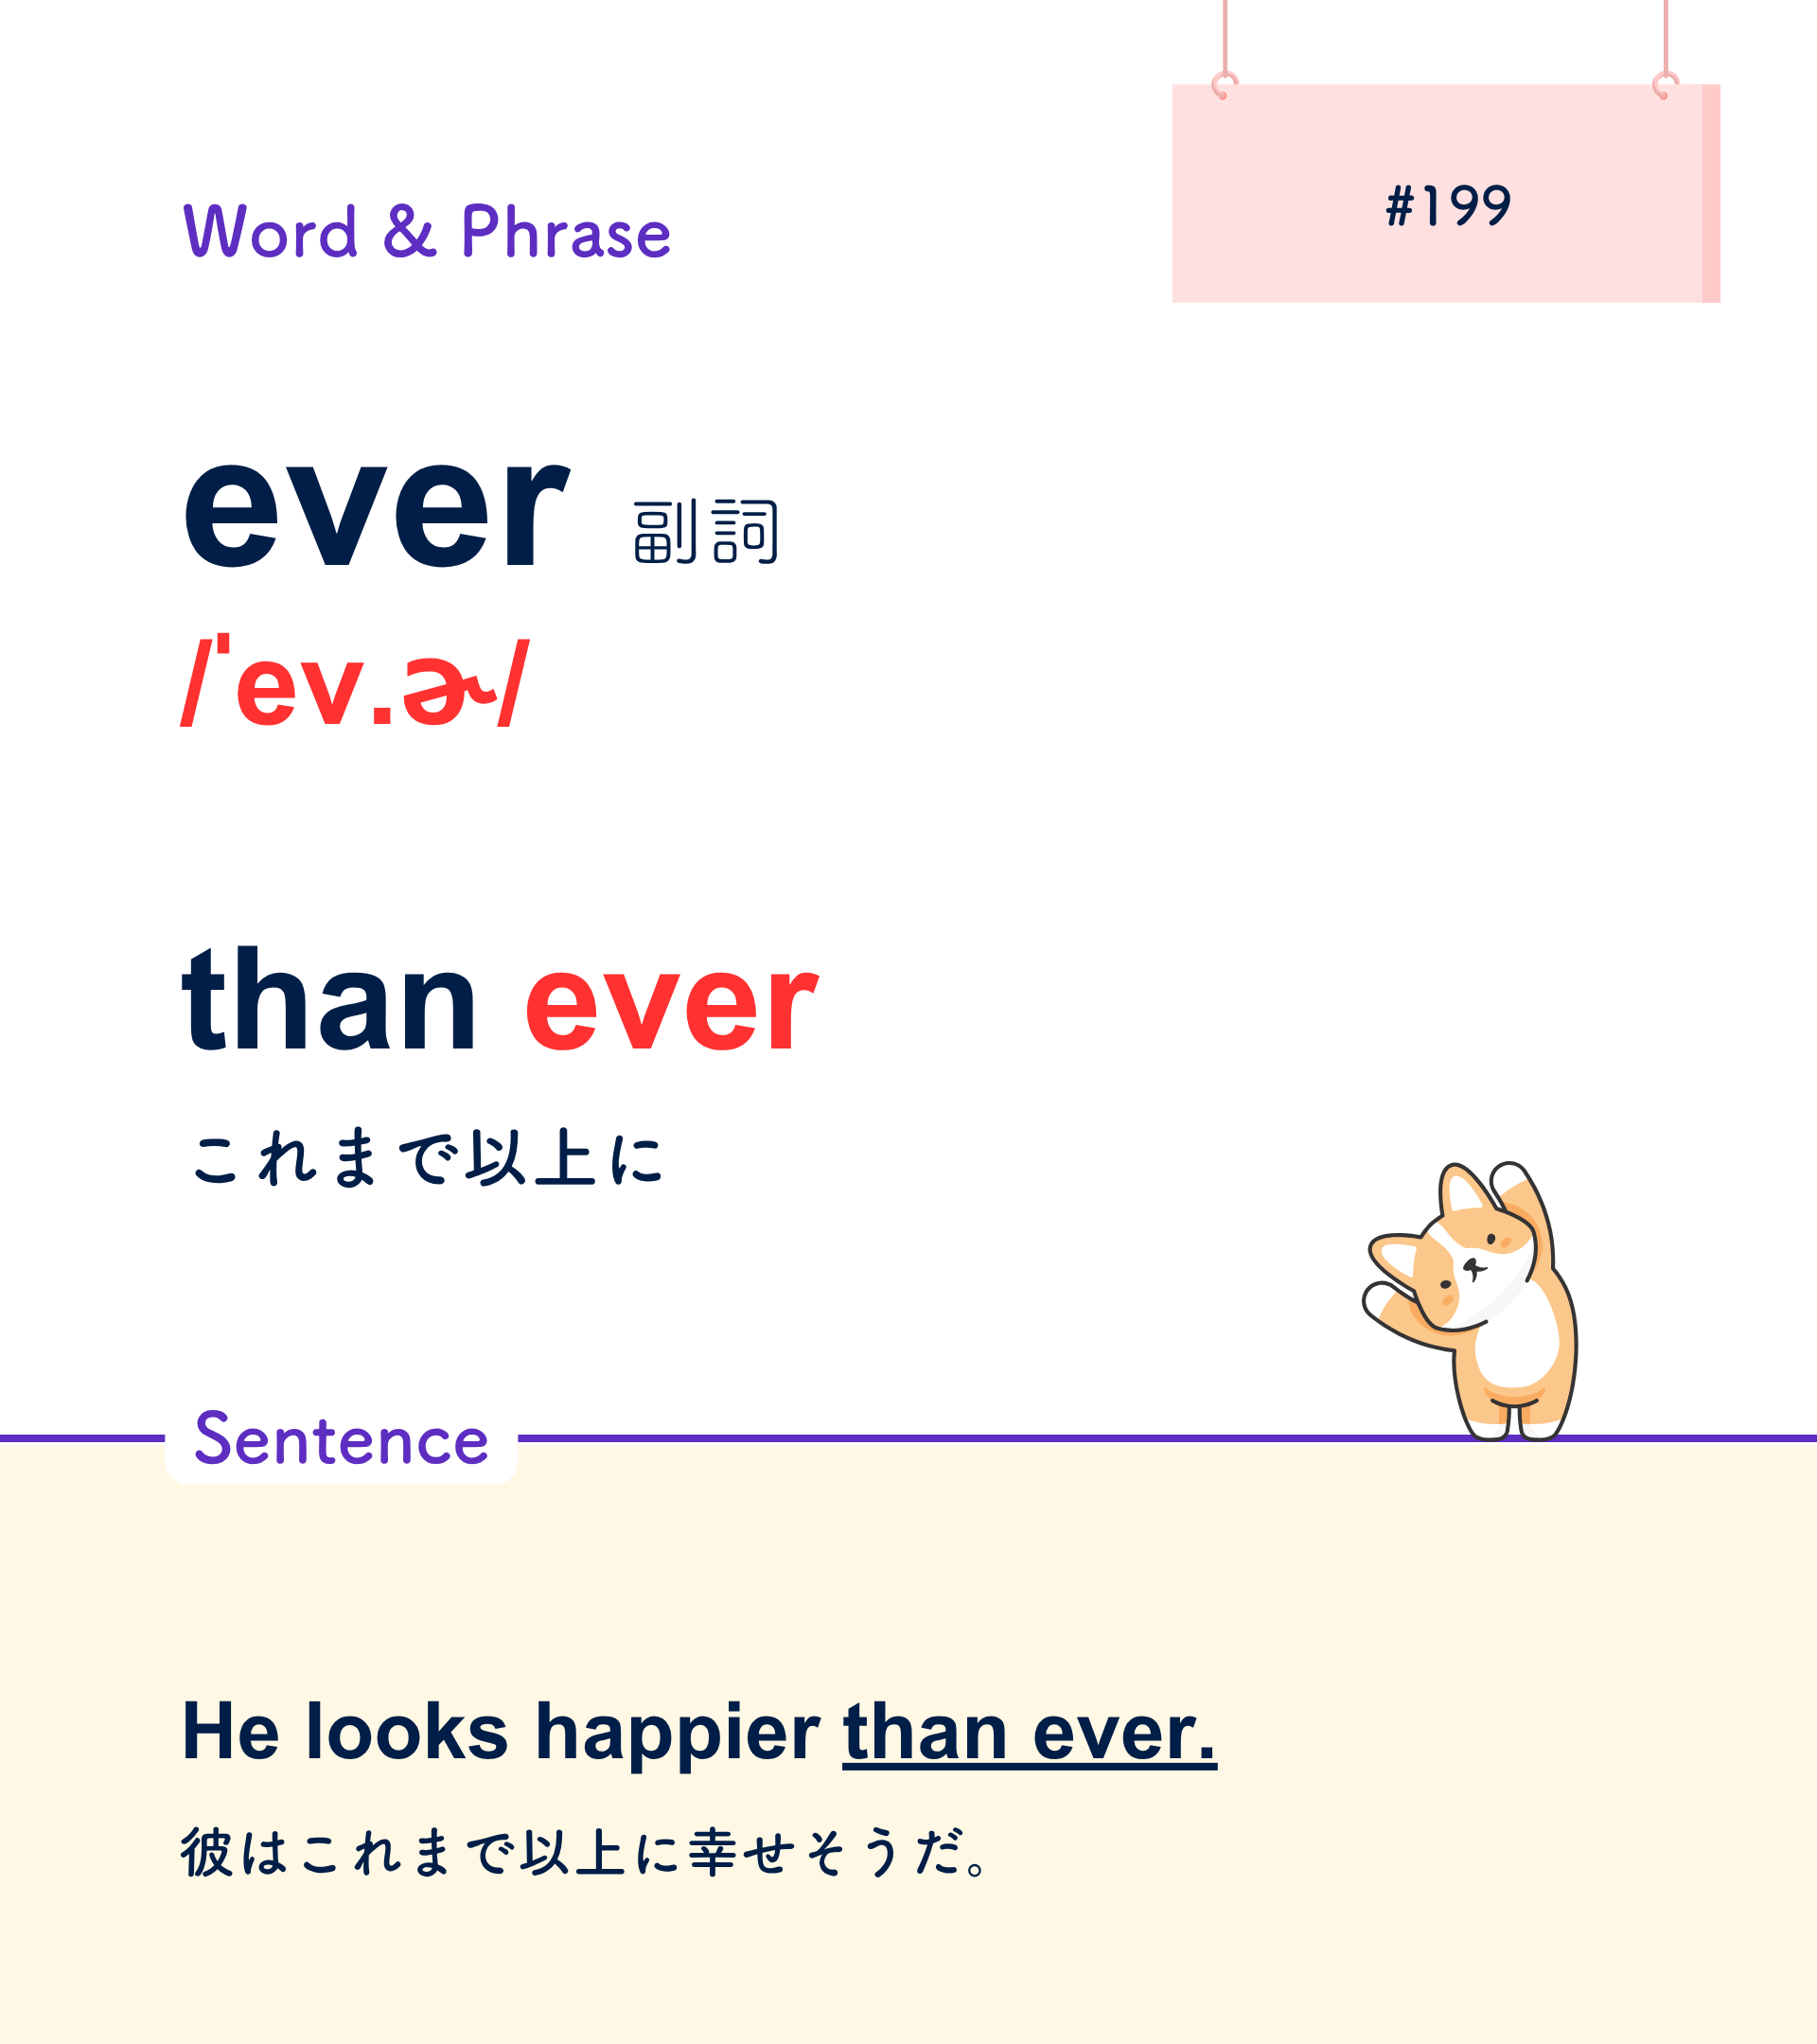 #199
Word & Phrase
ever 副詞
/ˈev.ɚ/
than ever
これまで以上に
Sentence
He looks happier than ever.
彼はこれまで以上に幸せそうだ。